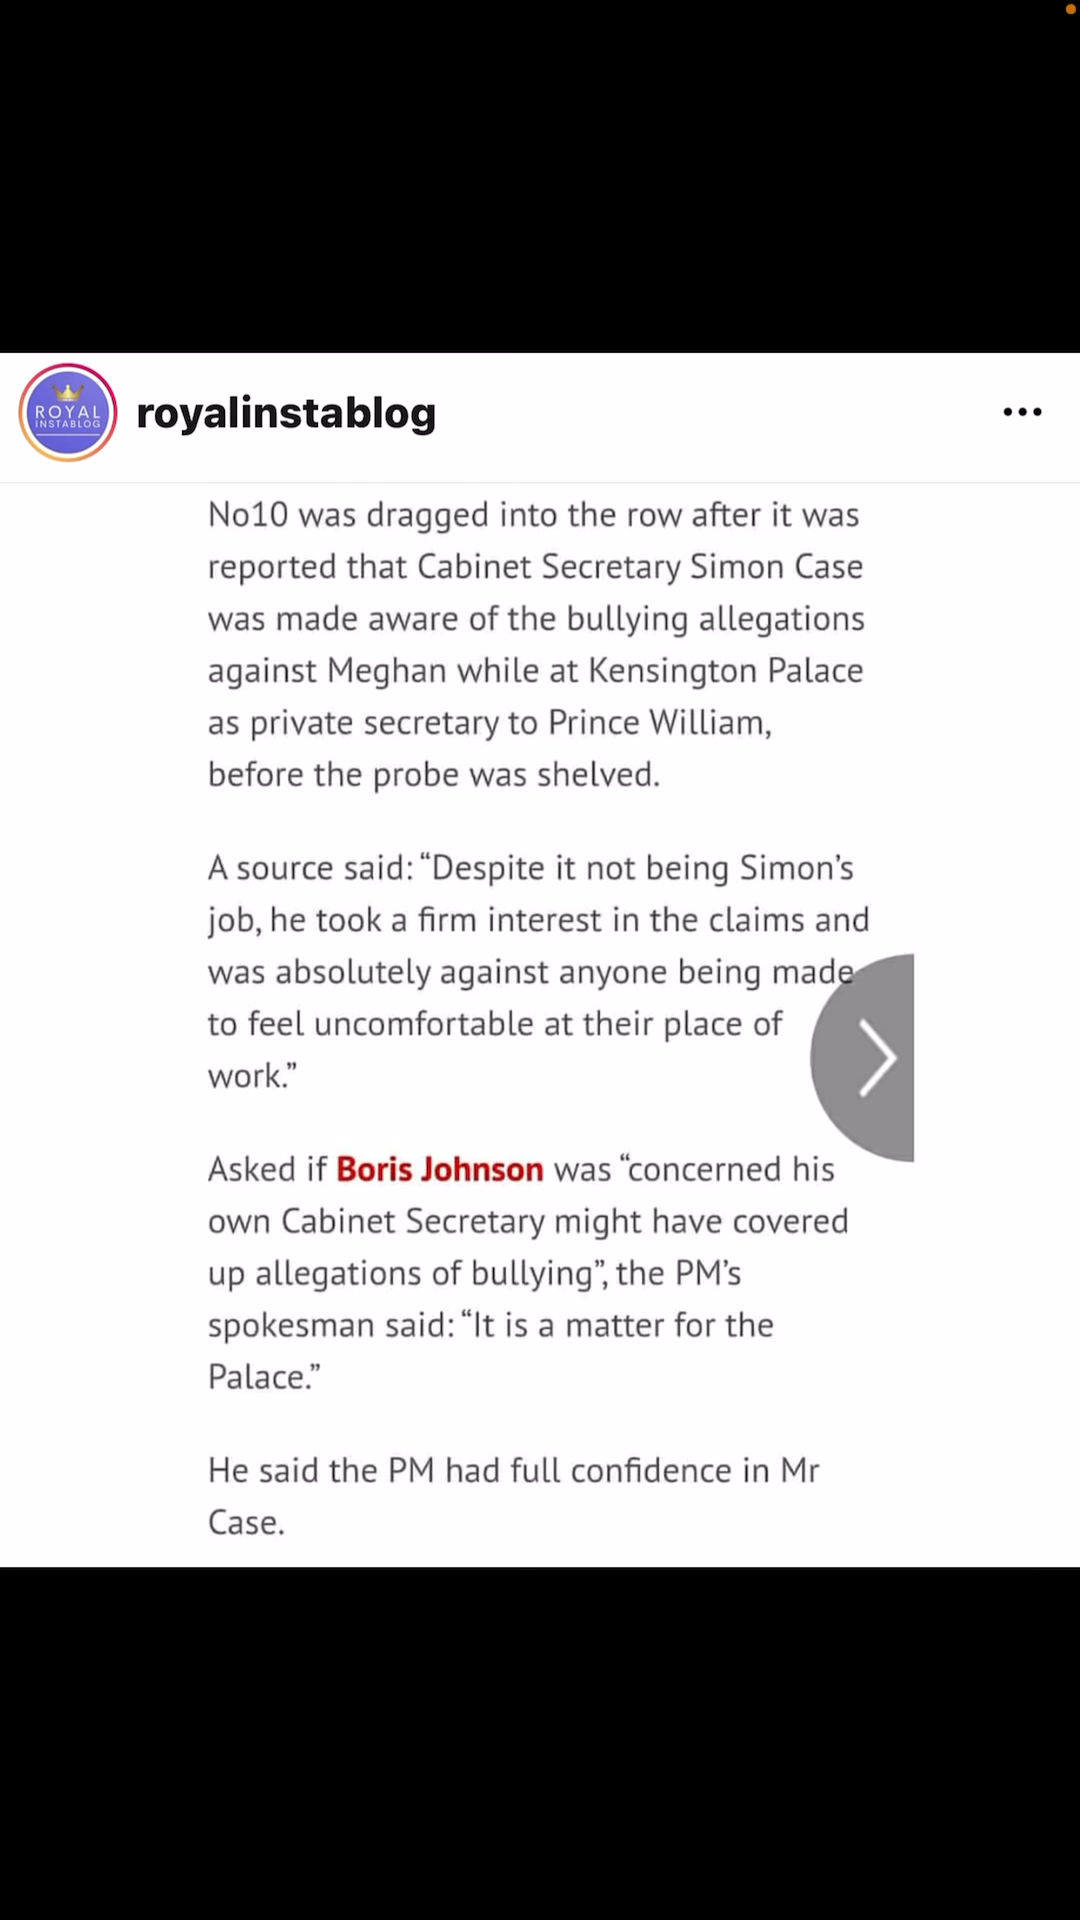 ROYAL
INSTABLOG
royalinstablog
No10 was dragged into the row after it was
reported that Cabinet Secretary Simon Case
was made aware of the bullying allegations
against Meghan while at Kensington Palace
as private secretary to Prince William,
before the probe was shelved.
A source said: “Despite it not being Simon’s
job, he took a firm interest in the claims and
was absolutely against anyone being made
to feel uncomfortable at their place of
work.”
Asked if Boris Johnson was “concerned his
own Cabinet Secretary might have covered
up allegations of bullying”, the PM’s
spokesman said: “It is a matter for the
Palace.”
He said the PM had full confidence in Mr
Case.